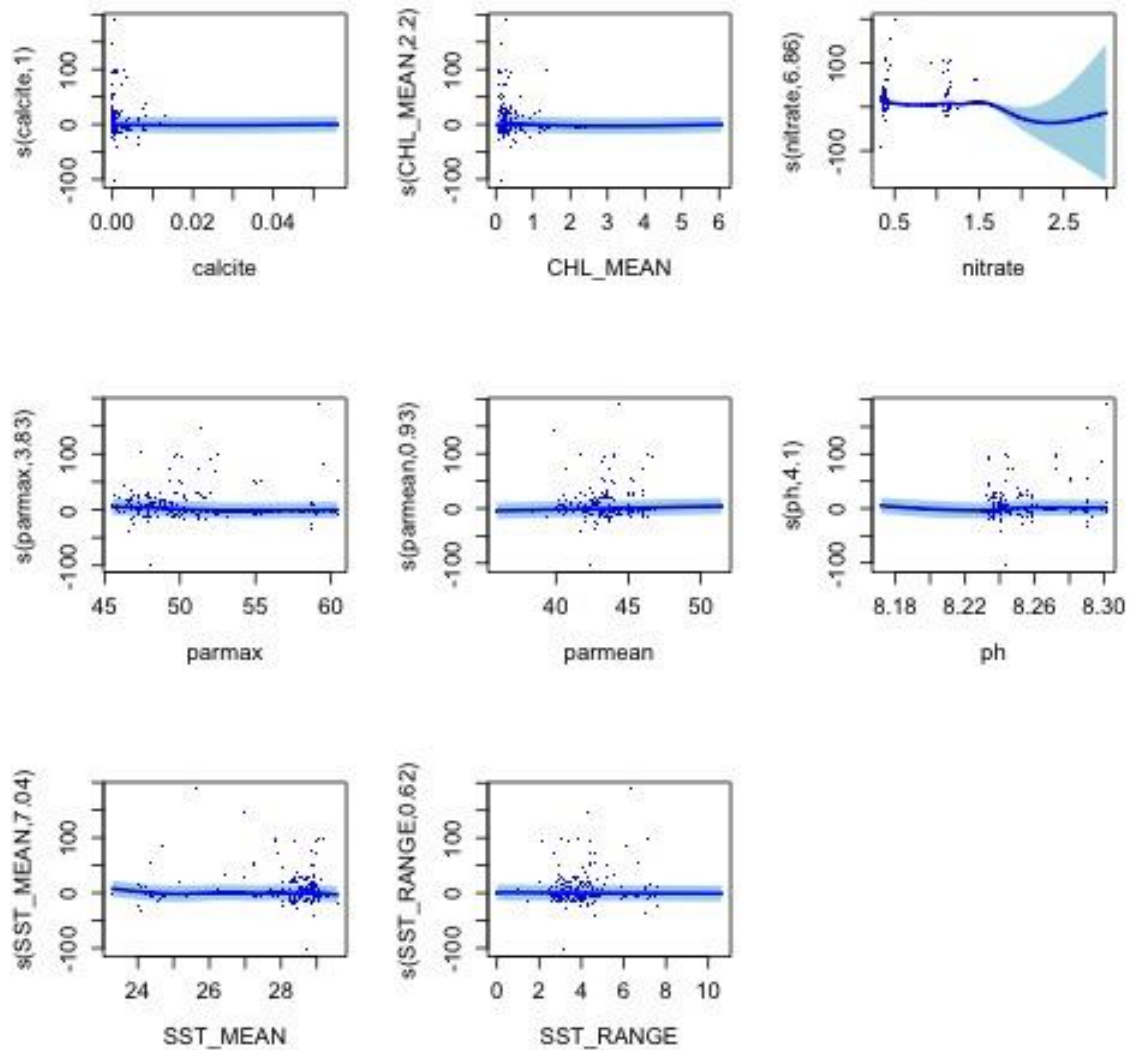 s(calcite,1)
100
0
-100
0.00 0.02 0.04
calcite
s(CHL_MEAN,2.2)
100
0
-100
0 1 2 3 4 5 6
CHL_MEAN
s(nitrate,6.86)
100
-100
0.5 1.5 2.5
nitrate
s(parmax,3.83)
100
0
-100
45 50 55 60
parmax
s(parmean,0.93)
100
0
-100
40 45 50
parmean
s(ph,4.1)
100
0
-100
8.18 8.22 8.26 8.30
ph
s(SST_MEAN,7.04)
100
0
-100
24 26 28
SST_MEAN
s(SST_RANGE,0.62)
100
0
-100
0 2 4 6 8 10
SST_RANGE